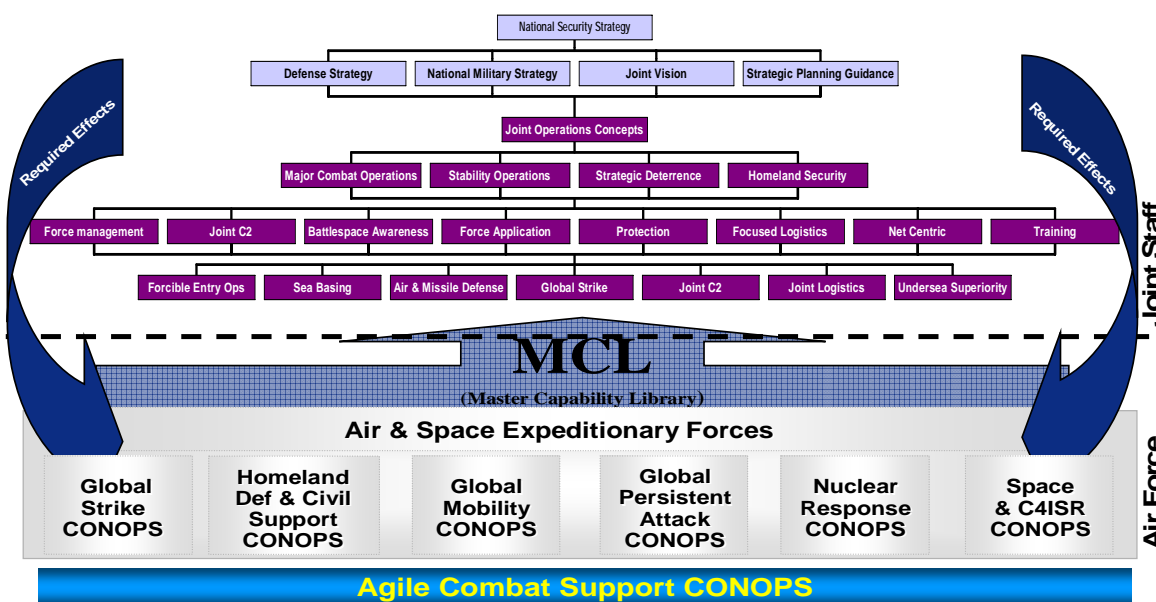 National Security Strategy
Defense Strategy
National Military Strategy
Joint Vision
Strategic Planning Guidance
Required Effects
Required Effects
Joint Operations Concepts
Major Combat Operations
Stability Operations
Strategic Deterrence
Homeland Security
Force management
Joint C2
Battlespace Awareness
Force Application
Protection
Focused Logistics
Net Centric
Training
Joint Staff
Forcible Entry Ops
Sea Basing
Air & Missile Defense
Global Strike
Joint C2
Joint Logistics
Undersea Superiority
MCL
(Master Capability Library)
Air & Space Expeditionary Forces
Air Force
Global
Strike
CONOPS
Homeland
Def & Civil
Support
CONOPS
Global
Mobility
CONOPS
Global
Persistent
Attack
CONOPS
Nuclear
Response
CONOPS
Space
& C4ISR
CONOPS
Agile Combat Support CONOPS